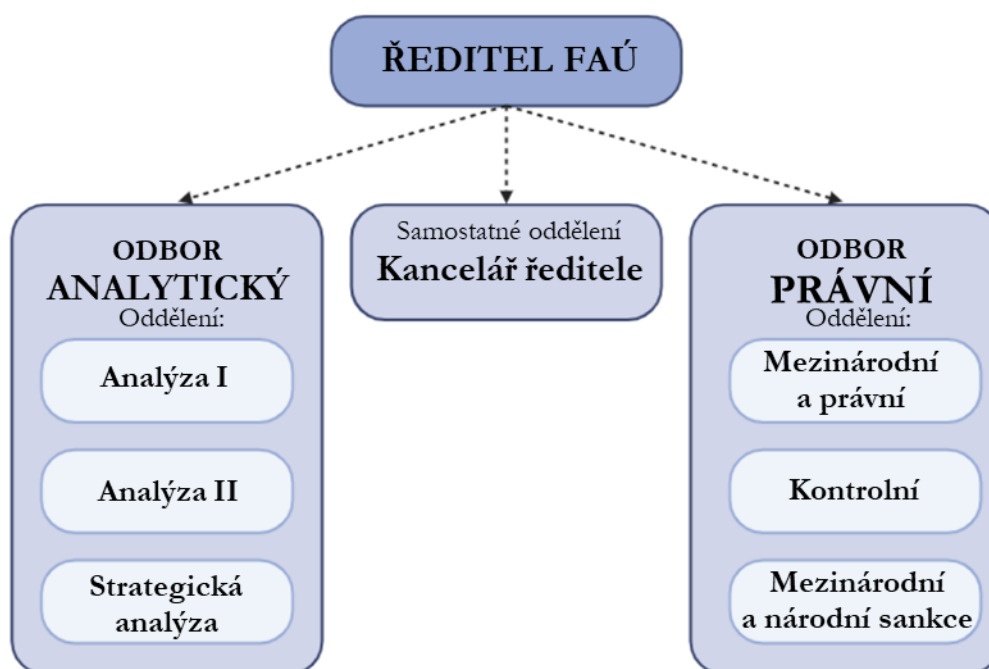 ŘEDITEL FAÚ
ODBOR
ANALYTICKÝ
Oddělení:
Analýza I
Analýza II
Strategická
analýza
Samostatné oddělení
Kancelář ředitele
ODBOR
PRÁVNÍ
Oddělení:
Mezinárodní
a právní
Kontrolní
Mezinárodní
a národní sankce